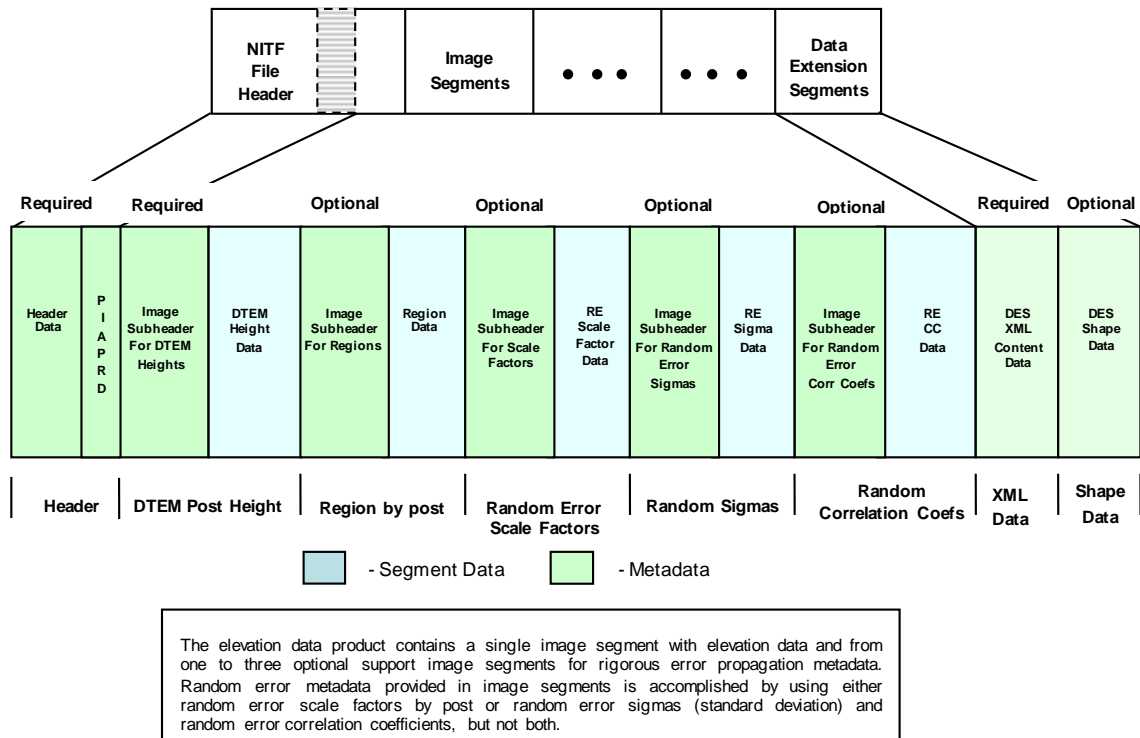 NITF
File
Header
Image
Segments
• • •
• • •
Data
Extension
Segments
Required
Required
Optional
Optional
Optional
Optional
Required
Optional
Header
Data
P
I
A
P
R
D
Image
Subheader
For DTEM
Heights
DTEM
Height
Data
Image
Subheader
For Regions
Region
Data
Image
Subheader
For Scale
Factors
RE
Scale
Factor
Data
Image
Subheader
For Random
Error
Sigmas
RE
Sigma
Data
Image
Subheader
For Random
Error
Corr Coefs
RE
CC
Data
DES
XML
Content
Data
DES
Shape
Data
Header
DTEM Post Height
Region by post
Random Error
Scale Factors
Random Sigmas
Random
Correlation Coefs
XML
Data
Shape
Data
- Segment Data
- Metadata
The elevation data product contains a single image segment with elevation data and from
one to three optional support image segments for rigorous error propagation metadata.
Random error metadata provided in image segments is accomplished by using either
random error scale factors by post or random error sigmas (standard deviation) and
random error correlation coefficients, but not both.